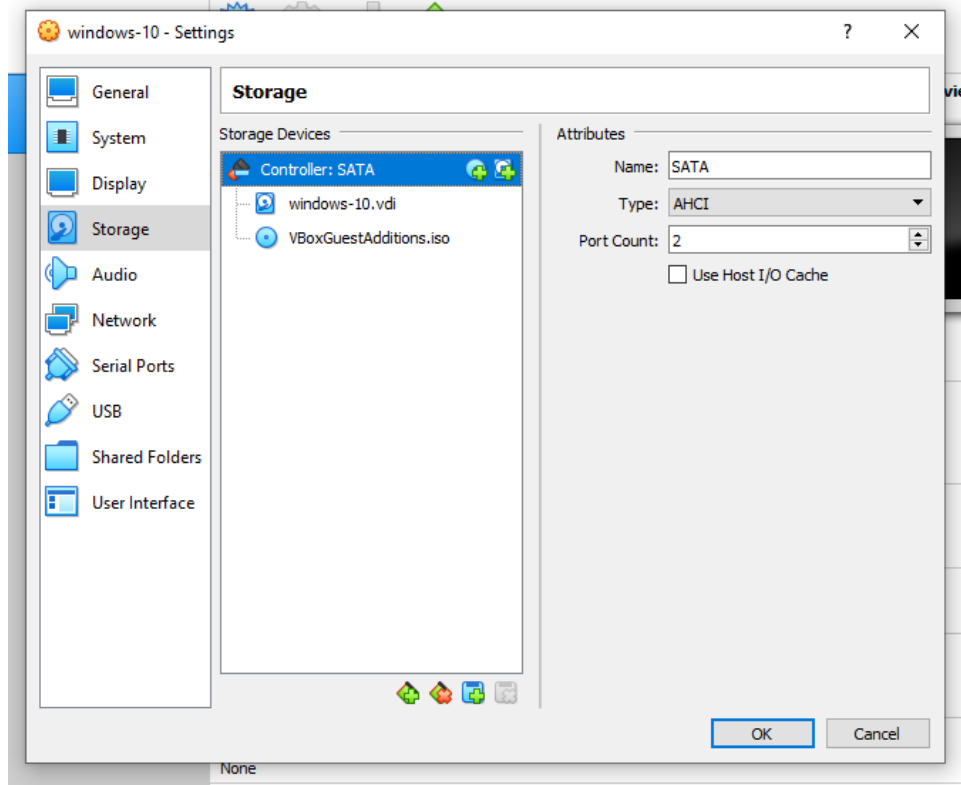 windows-10 - Settings
?
General
System
Display
Storage
Audio
Network
Serial Ports
USB
Shared Folders
User Interface
Storage
Storage Devices
Controller: SATA
windows-10.vdi
VBoxGuestAdditions.iso
Attributes
Name: SATA
Type: AHCI
Port Count: 2
Use Host I/O Cache
OK
Cancel
None